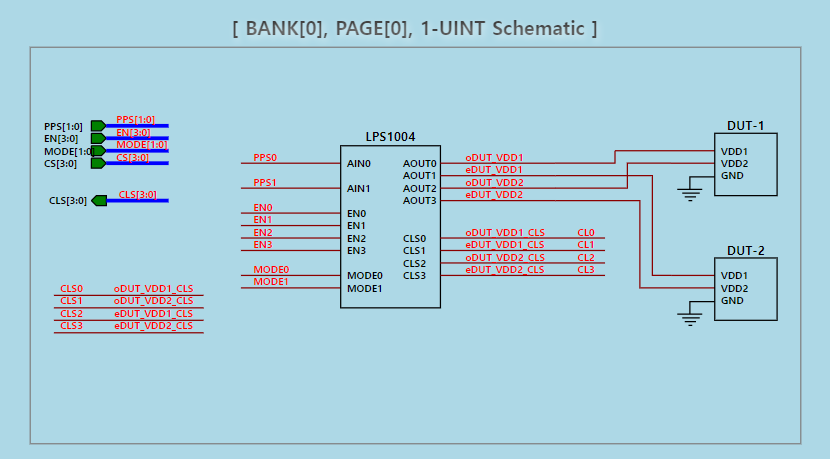 [ BANK[0], PAGE[0], 1-UINT Schematic ]
PPS[1:0] PPS[1:0]
EN[3:0] EN[3:0]
MODE[1:0] MODE[1:0]
CS[3:0] CS[3:0]
CLS[3:0] CLS[3:0]
CLS0 oDUT_VDD1_CLS
CLS1 oDUT_VDD2_CLS
CLS2 eDUT_VDD1_CLS
CLS3 eDUT_VDD2_CLS
LPS1004
PPS0 AIN0 AOUT0 oDUT_VDD1
AOUT1 eDUT_VDD1
PPS1 AIN1 AOUT2 oDUT_VDD2
AOUT3 eDUT_VDD2
EN0 EN0
EN1 EN1
EN2 EN2 CLS0 oDUT_VDD1_CLS CL0
EN3 EN3 CLS1 eDUT_VDD1_CLS CL1
CLS2 oDUT_VDD2_CLS CL2
MODE0 MODE0 CLS3 eDUT_VDD2_CLS CL3
MODE1 MODE1
DUT-1
VDD1
VDD2
GND
DUT-2
VDD1
VDD2
GND